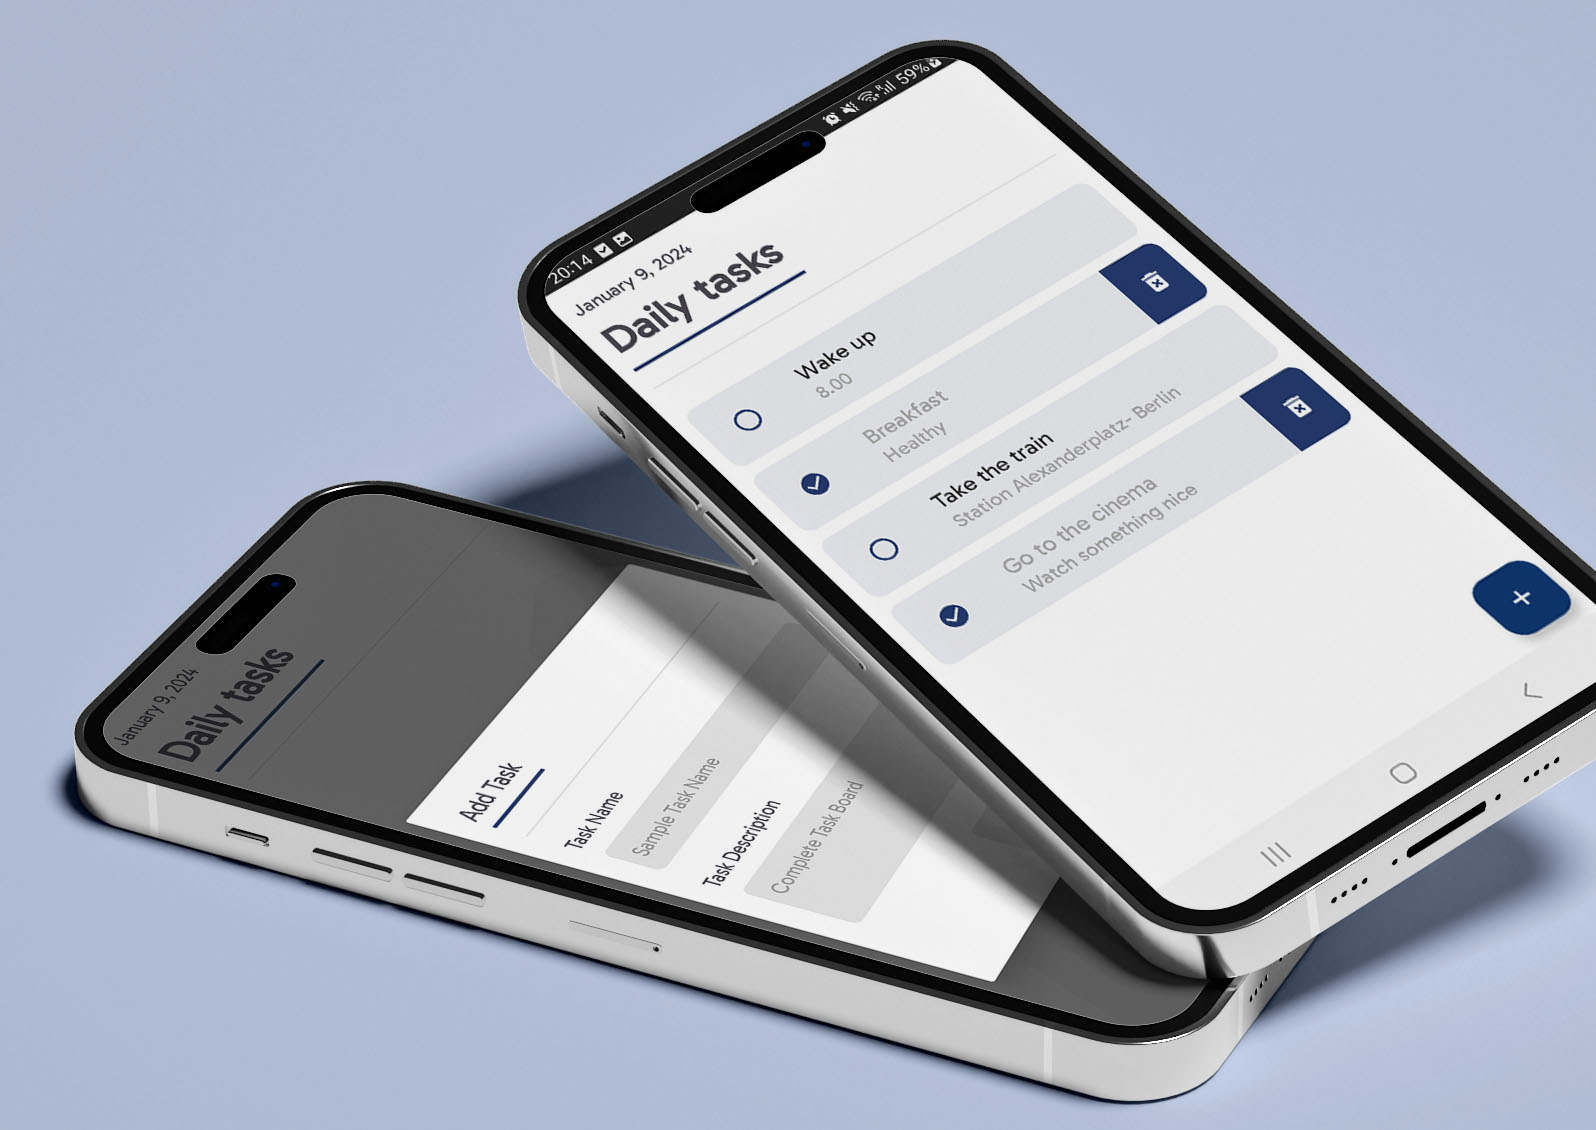 20:14
59%
January 9, 2024
Daily tasks
Wake up
8.00
Breakfast
Healthy
Take the train
Station Alexanderplatz- Berlin
Go to the cinema
Watch something nice
January 9, 2024
Daily tasks
Add Task
Task Name
Sample Task Name
Task Description
Complete Task Board